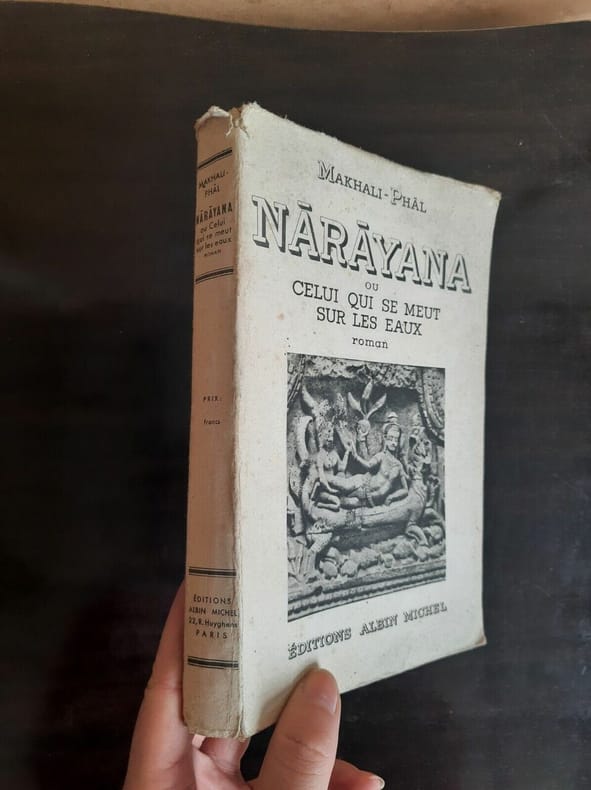 MAKHALI-
PHÂL
NĀRĀYANA
ou Celui
qui se meut
sur les eaux
ROMAN
PRIX:
francs
ÉDITIONS
ALBIN MICHEL
22, R. Huyghens
PARIS
MAKHALI-PHÂL
NĀRĀYANA
OU
CELUI QUI SE MEUT
SUR LES EAUX
roman
ÉDITIONS ALBIN MICHEL